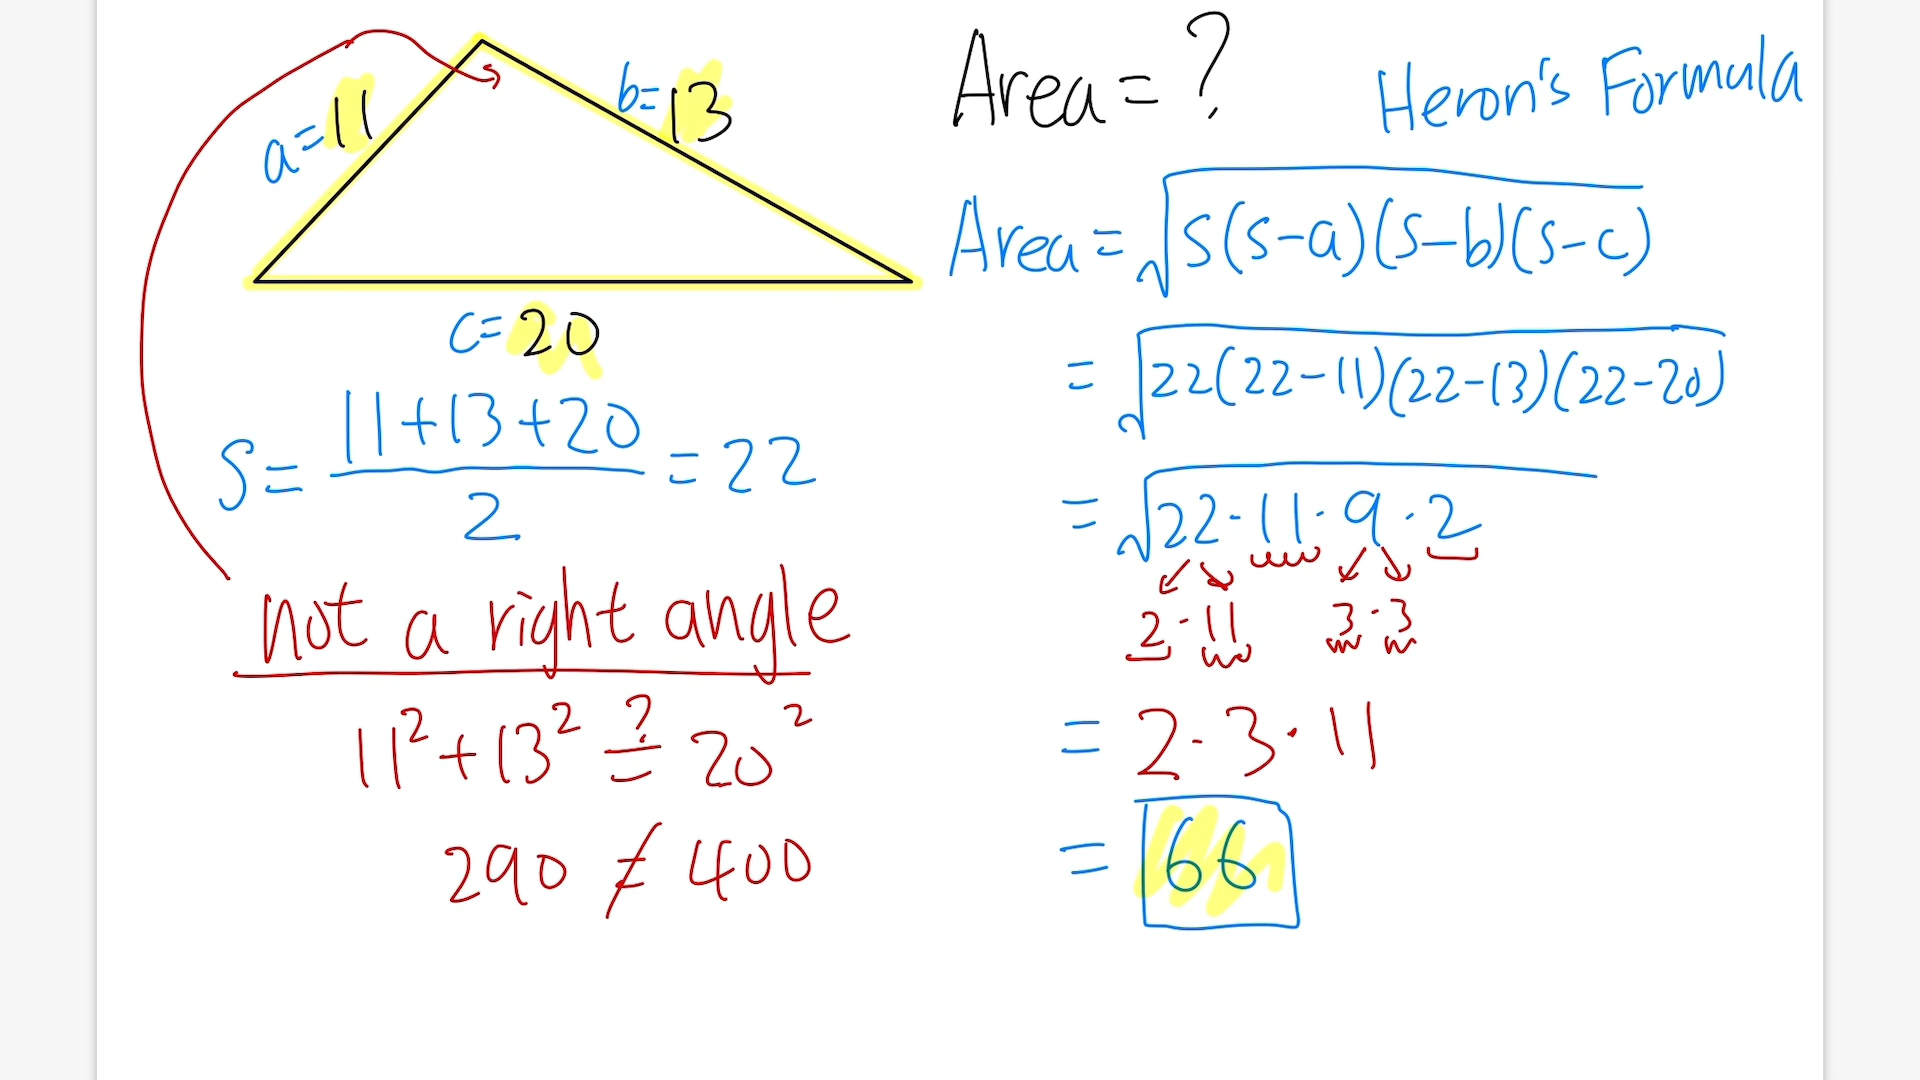 a = 11
b = 13
c = 20
S = (11 + 13 + 20) / 2 = 22
not a right angle
11² + 13² ≟ 20²
290 ≠ 400
Area = ?
Heron's Formula
Area = √S(S-a)(S-b)(S-c)
= √22(22-11)(22-13)(22-20)
= √22·11·9·2
2·11 3·3
= 2·3·11
= 66